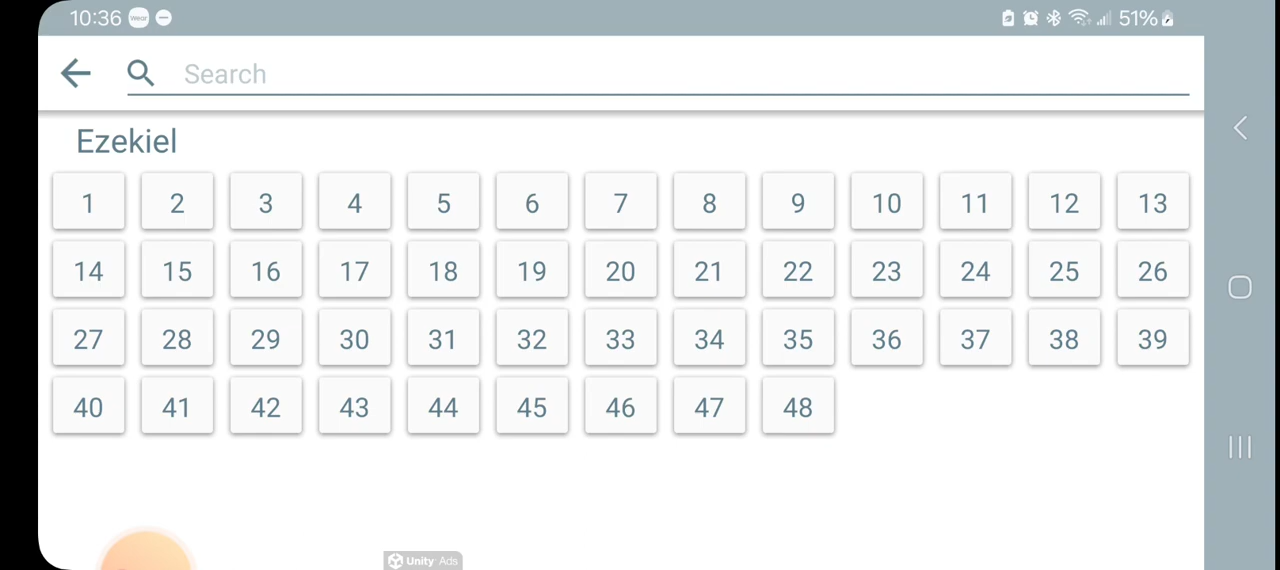 10:36 Wear 51%
Search
Ezekiel
1 2 3 4 5 6 7 8 9 10 11 12 13
14 15 16 17 18 19 20 21 22 23 24 25 26
27 28 29 30 31 32 33 34 35 36 37 38 39
40 41 42 43 44 45 46 47 48
Unity Ads